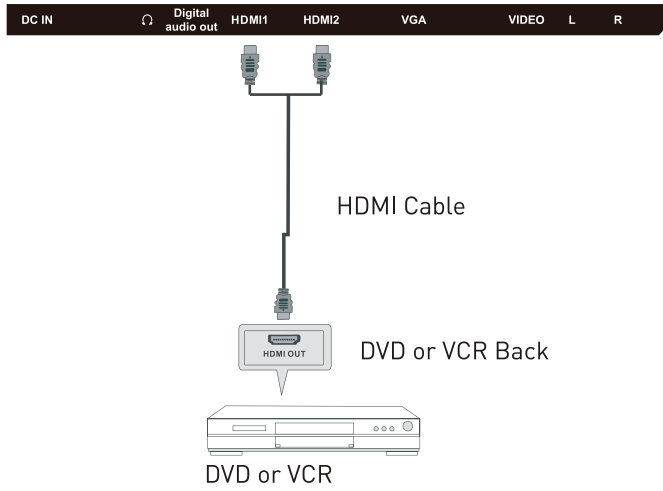 DC IN Digital audio out HDMI1 HDMI2 VGA VIDEO L R
HDMI Cable
HDMI OUT
DVD or VCR Back
DVD or VCR